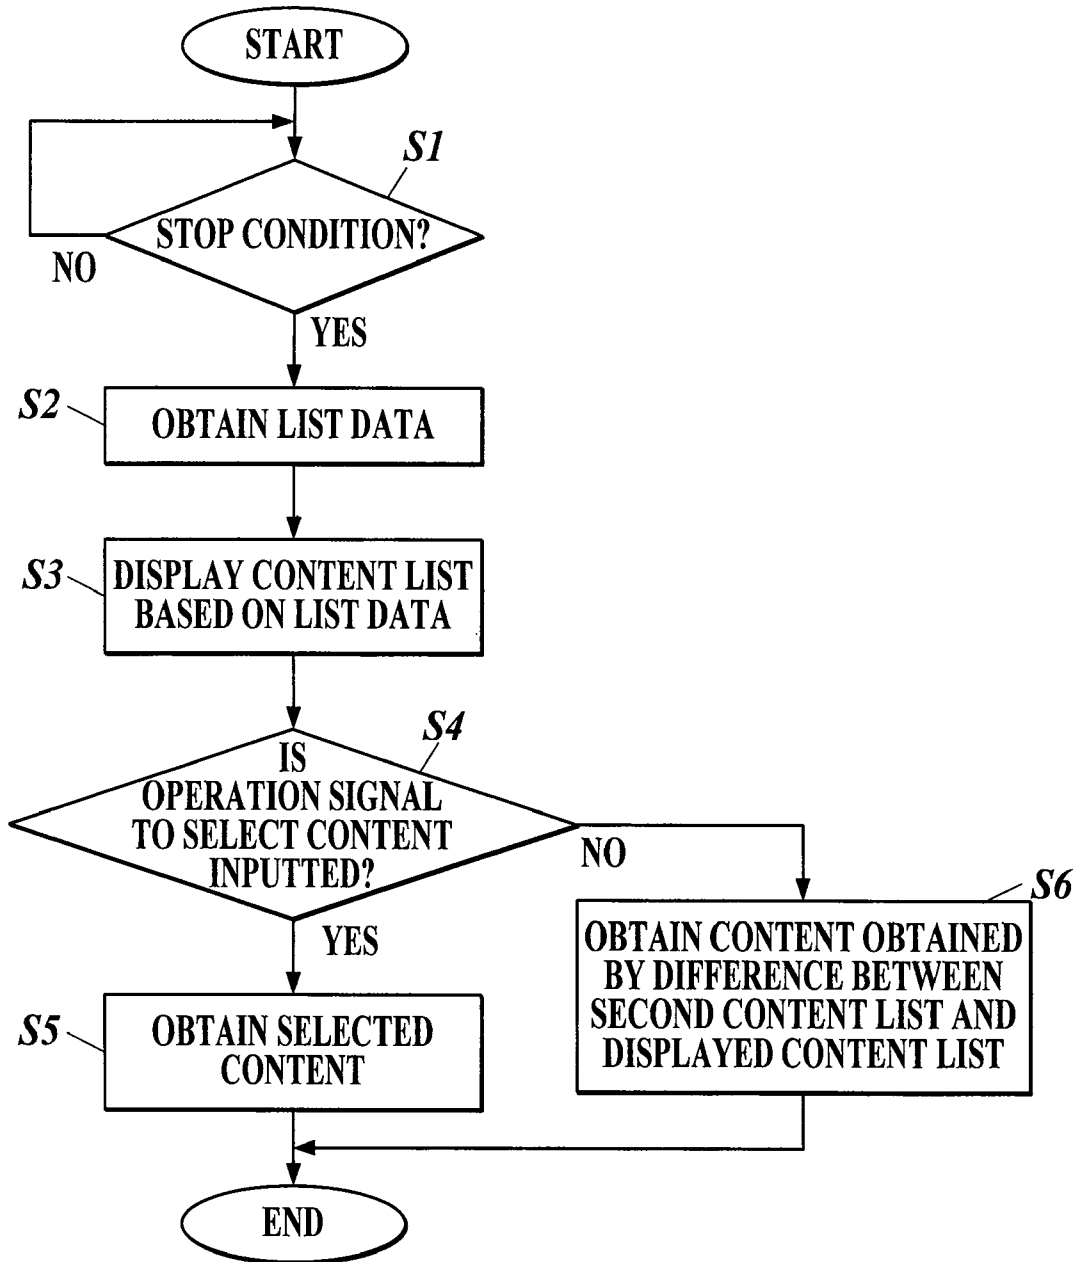 START
S1
STOP CONDITION?
NO
YES
S2
OBTAIN LIST DATA
S3
DISPLAY CONTENT LIST
BASED ON LIST DATA
S4
IS
OPERATION SIGNAL
TO SELECT CONTENT
INPUTTED?
NO
YES
S6
OBTAIN CONTENT OBTAINED
BY DIFFERENCE BETWEEN
SECOND CONTENT LIST AND
DISPLAYED CONTENT LIST
S5
OBTAIN SELECTED
CONTENT
END